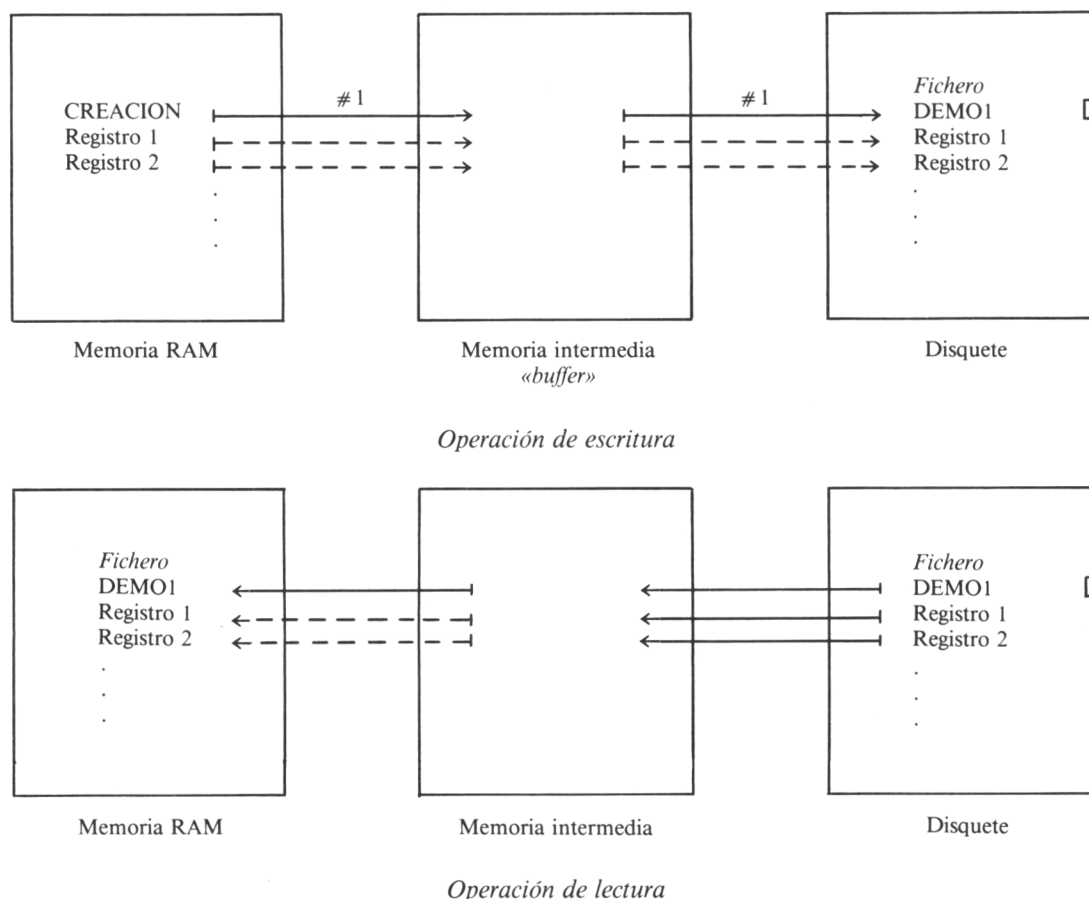 #1 #1
Fichero
CREACION DEMO1
Registro 1 Registro 1
Registro 2 Registro 2
.
.
.
.
.
.
Memoria RAM Memoria intermedia Disquete
«buffer»
Operación de escritura
Fichero Fichero
DEMO1 DEMO1
Registro 1 Registro 1
Registro 2 Registro 2
.
.
.
.
.
.
Memoria RAM Memoria intermedia Disquete
Operación de lectura